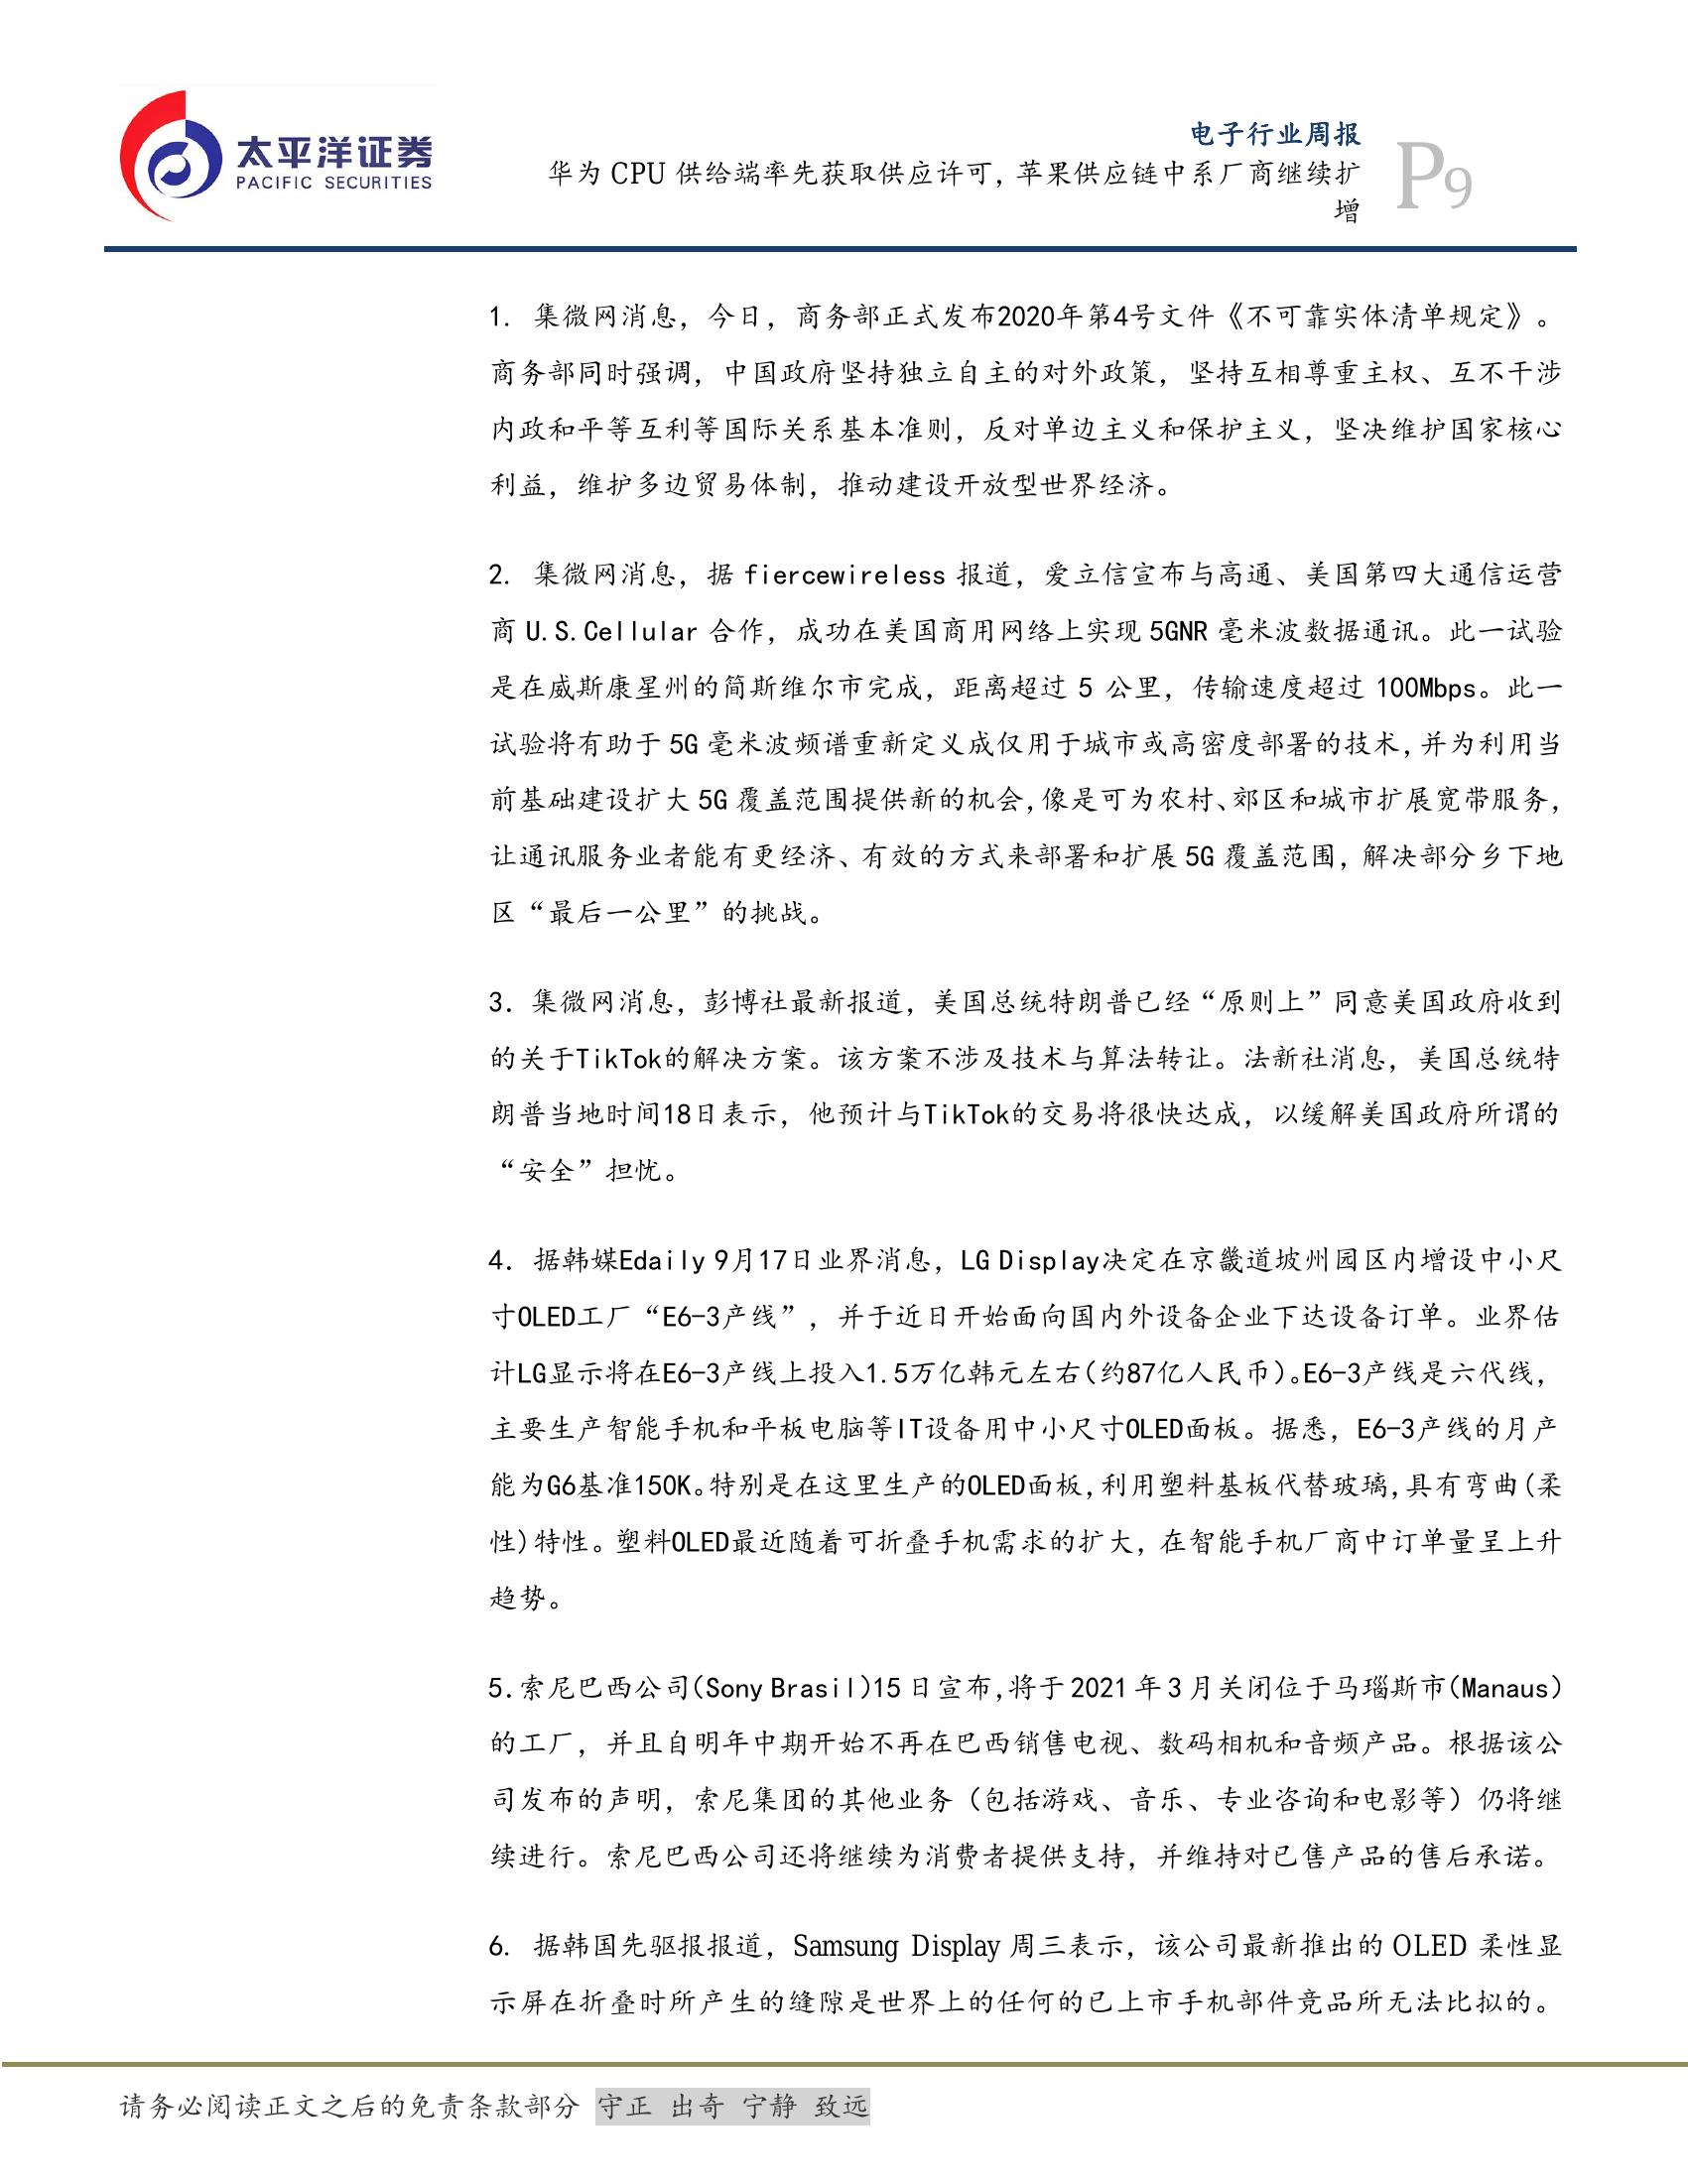 太平洋证券
PACIFIC SECURITIES
电子行业周报
华为 CPU 供给端率先获取供应许可，苹果供应链中系厂商继续扩
增
P9
1. 集微网消息，今日，商务部正式发布2020年第4号文件《不可靠实体清单规定》。
商务部同时强调，中国政府坚持独立自主的对外政策，坚持互相尊重主权、互不干涉
内政和平等互利等国际关系基本准则，反对单边主义和保护主义，坚决维护国家核心
利益，维护多边贸易体制，推动建设开放型世界经济。
2. 集微网消息，据 fiercewireless 报道，爱立信宣布与高通、美国第四大通信运营
商 U.S.Cellular 合作，成功在美国商用网络上实现 5GNR 毫米波数据通讯。此一试验
是在威斯康星州的简斯维尔市完成，距离超过 5 公里，传输速度超过 100Mbps。此一
试验将有助于 5G 毫米波频谱重新定义成仅用于城市或高密度部署的技术，并为利用当
前基础建设扩大 5G 覆盖范围提供新的机会，像是可为农村、郊区和城市扩展宽带服务，
让通讯服务业者能有更经济、有效的方式来部署和扩展 5G 覆盖范围，解决部分乡下地
区“最后一公里”的挑战。
3. 集微网消息，彭博社最新报道，美国总统特朗普已经“原则上”同意美国政府收到
的关于TikTok的解决方案。该方案不涉及技术与算法转让。法新社消息，美国总统特
朗普当地时间18日表示，他预计与TikTok的交易将很快达成，以缓解美国政府所谓的
“安全”担忧。
4. 据韩媒Edaily 9月17日业界消息，LG Display决定在京畿道坡州园区内增设中小尺
寸OLED工厂“E6-3产线”，并于近日开始面向国内外设备企业下达设备订单。业界估
计LG显示将在E6-3产线上投入1.5万亿韩元左右(约87亿人民币)。E6-3产线是六代线，
主要生产智能手机和平板电脑等IT设备用中小尺寸OLED面板。据悉，E6-3产线的月产
能为G6基准150K。特别是在这里生产的OLED面板,利用塑料基板代替玻璃,具有弯曲(柔
性)特性。塑料OLED最近随着可折叠手机需求的扩大，在智能手机厂商中订单量呈上升
趋势。
5.索尼巴西公司(Sony Brasil)15 日宣布,将于 2021 年 3 月关闭位于马瑙斯市(Manaus)
的工厂，并且自明年中期开始不再在巴西销售电视、数码相机和音频产品。根据该公
司发布的声明，索尼集团的其他业务（包括游戏、音乐、专业咨询和电影等）仍将继
续进行。索尼巴西公司还将继续为消费者提供支持，并维持对已售产品的售后承诺。
6. 据韩国先驱报报道，Samsung Display 周三表示，该公司最新推出的 OLED 柔性显
示屏在折叠时所产生的缝隙是世界上的任何的已上市手机部件竞品所无法比拟的。
请务必阅读正文之后的免责条款部分 守正 出奇 宁静 致远